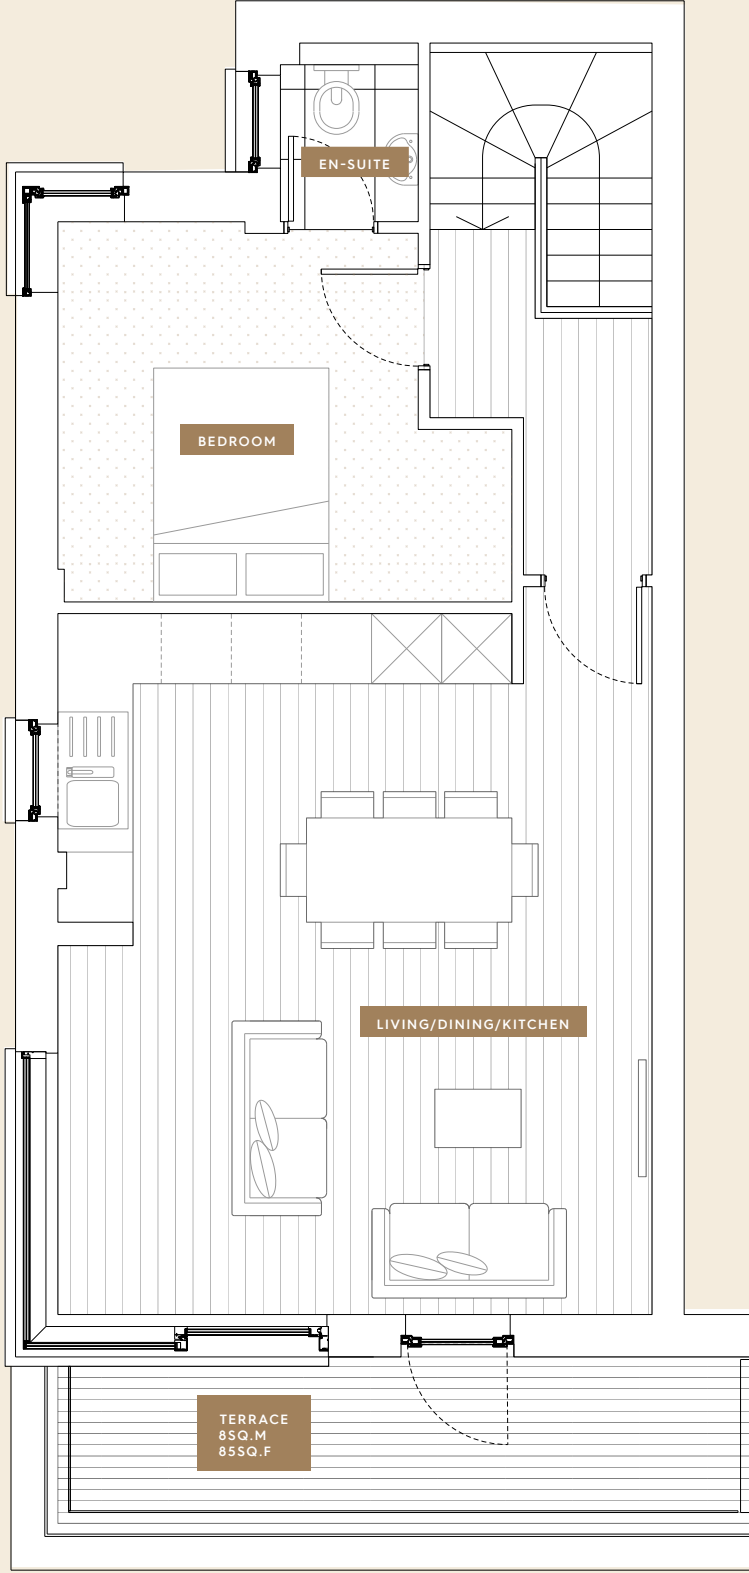 EN-SUITE
BEDROOM
LIVING/DINING/KITCHEN
TERRACE
8SQ.M
85SQ.F